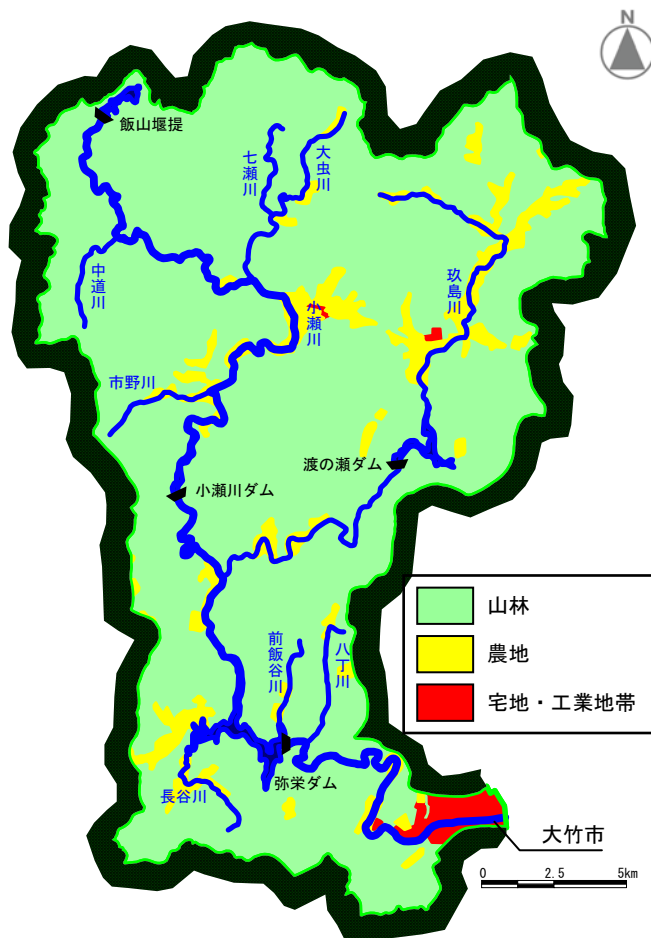 N
飯山堰提
七瀬川
大虫川
中道川
玖島川
小瀬川
市野川
渡の瀬ダム
小瀬川ダム
山林
農地
宅地・工業地帯
前飯谷川
八丁川
弥栄ダム
長谷川
大竹市
0 2.5 5km